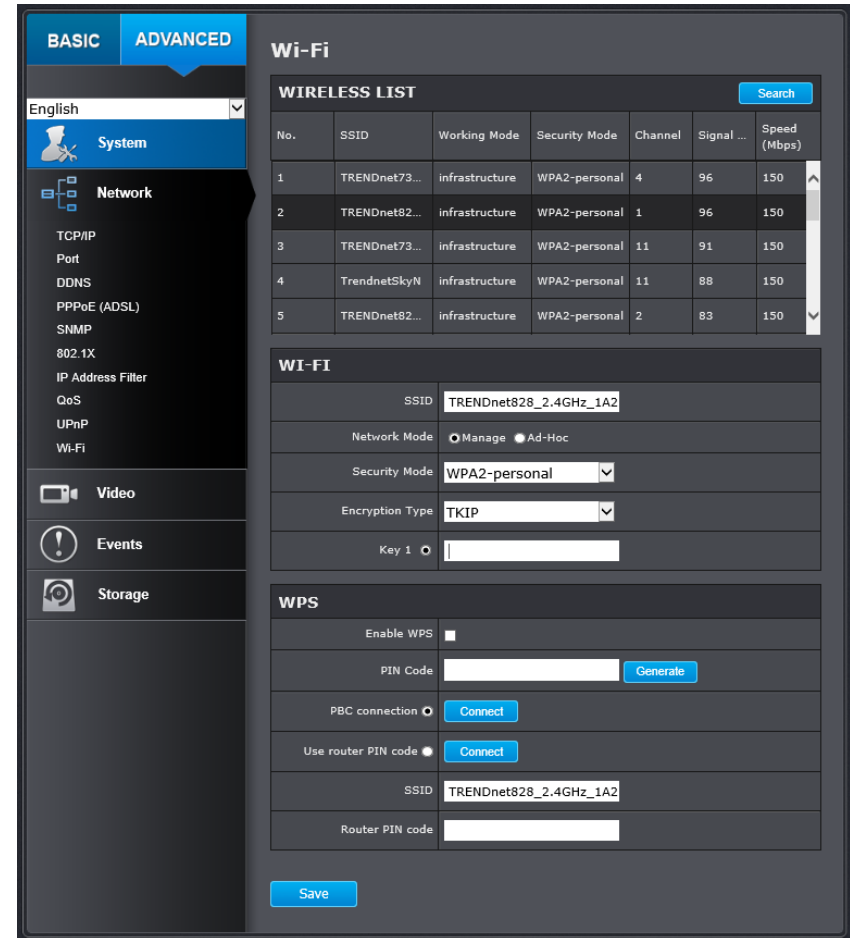 BASIC ADVANCED
English
System
Network
TCP/IP
Port
DDNS
PPPoE (ADSL)
SNMP
802.1X
IP Address Filter
QoS
UPnP
Wi-Fi
Video
Events
Storage
Wi-Fi
WIRELESS LIST Search
No. SSID Working Mode Security Mode Channel Signal ... Speed (Mbps)
1 TRENDnet73... infrastructure WPA2-personal 4 96 150
2 TRENDnet82... infrastructure WPA2-personal 1 96 150
3 TRENDnet73... infrastructure WPA2-personal 11 91 150
4 TrendnetSkyN infrastructure WPA2-personal 11 88 150
5 TRENDnet82... infrastructure WPA2-personal 2 83 150
WI-FI
SSID TRENDnet828_2.4GHz_1A2
Network Mode Manage Ad-Hoc
Security Mode WPA2-personal
Encryption Type TKIP
Key 1
WPS
Enable WPS
PIN Code Generate
PBC connection Connect
Use router PIN code Connect
SSID TRENDnet828_2.4GHz_1A2
Router PIN code
Save